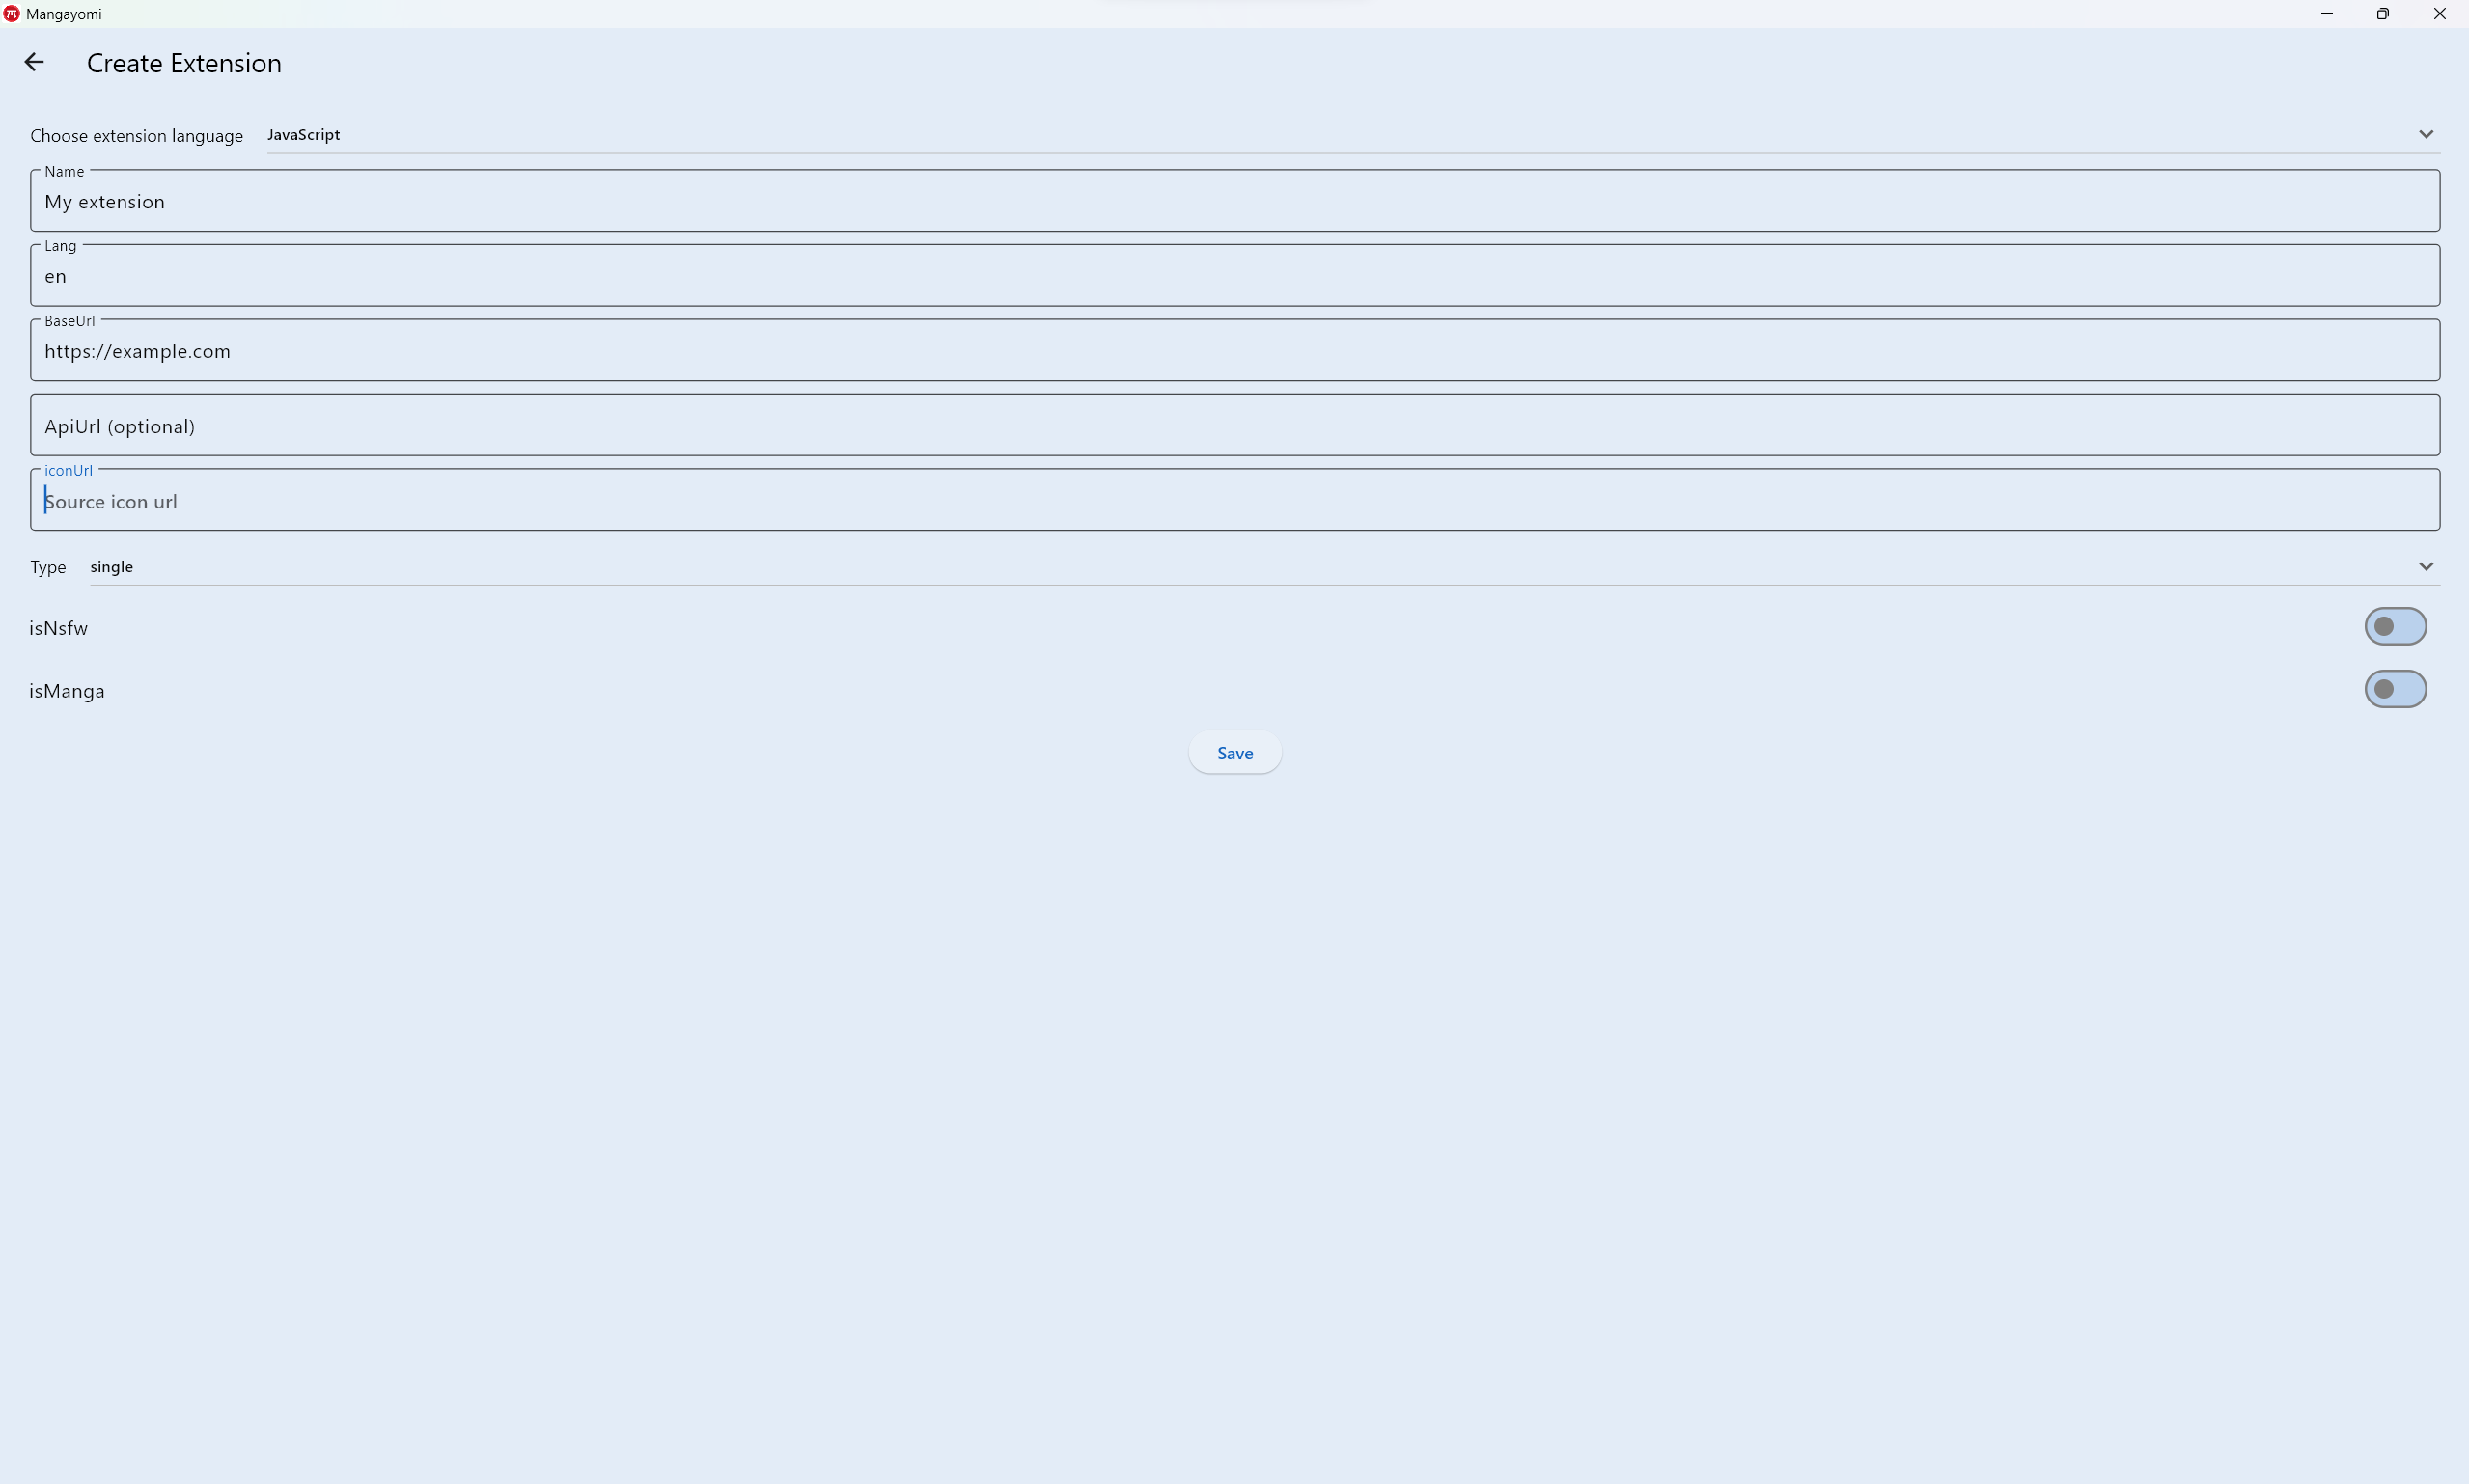 Mangayomi
Create Extension
Choose extension language JavaScript
Name
My extension
Lang
en
BaseUrl
https://example.com
ApiUrl (optional)
iconUrl
Source icon url
Type single
isNsfw
isManga
Save